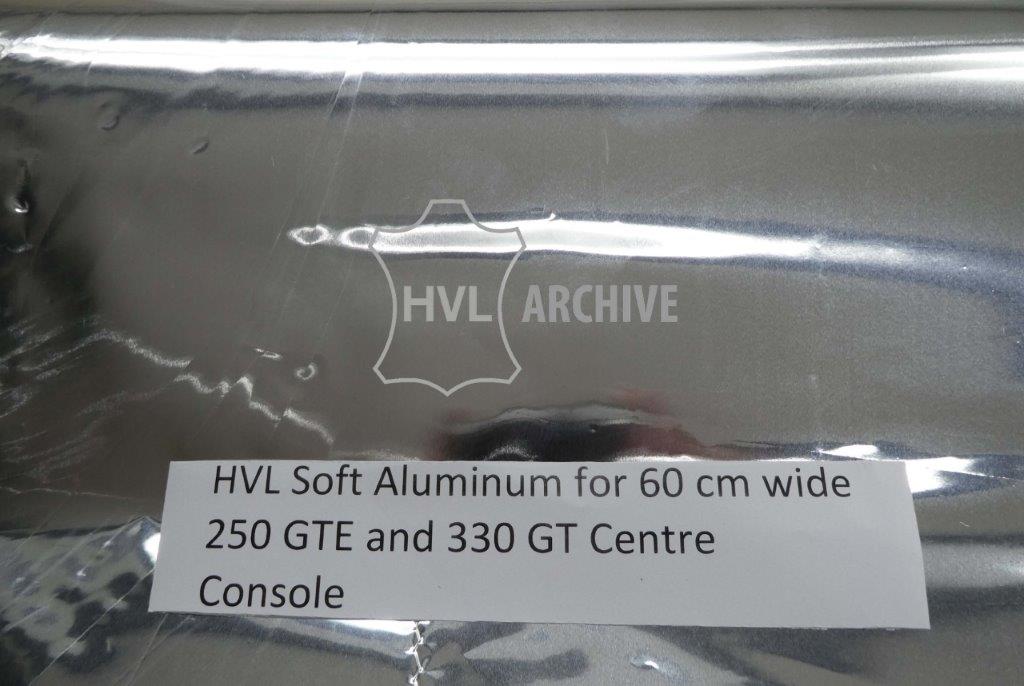 HVL ARCHIVE
HVL Soft Aluminum for 60 cm wide
250 GTE and 330 GT Centre
Console